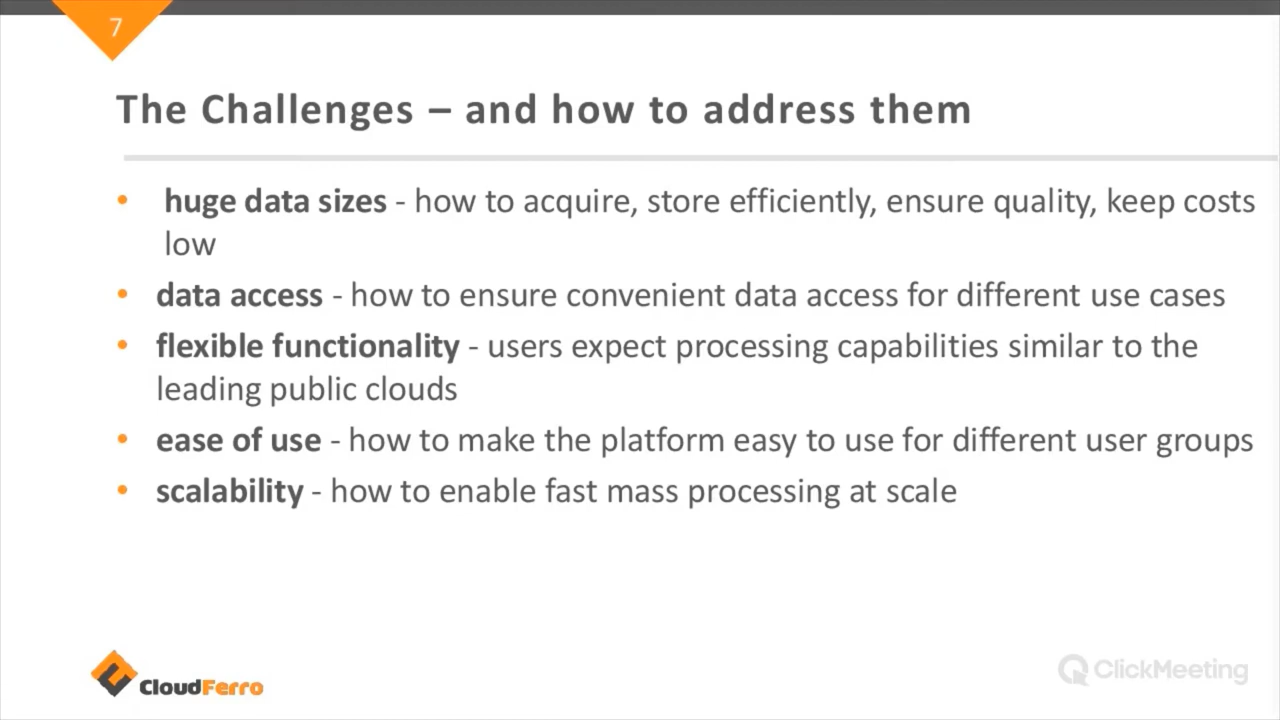 7
The Challenges – and how to address them
• huge data sizes - how to acquire, store efficiently, ensure quality, keep costs
low
• data access - how to ensure convenient data access for different use cases
• flexible functionality - users expect processing capabilities similar to the
leading public clouds
• ease of use - how to make the platform easy to use for different user groups
• scalability - how to enable fast mass processing at scale
CloudFerro
ClickMeeting